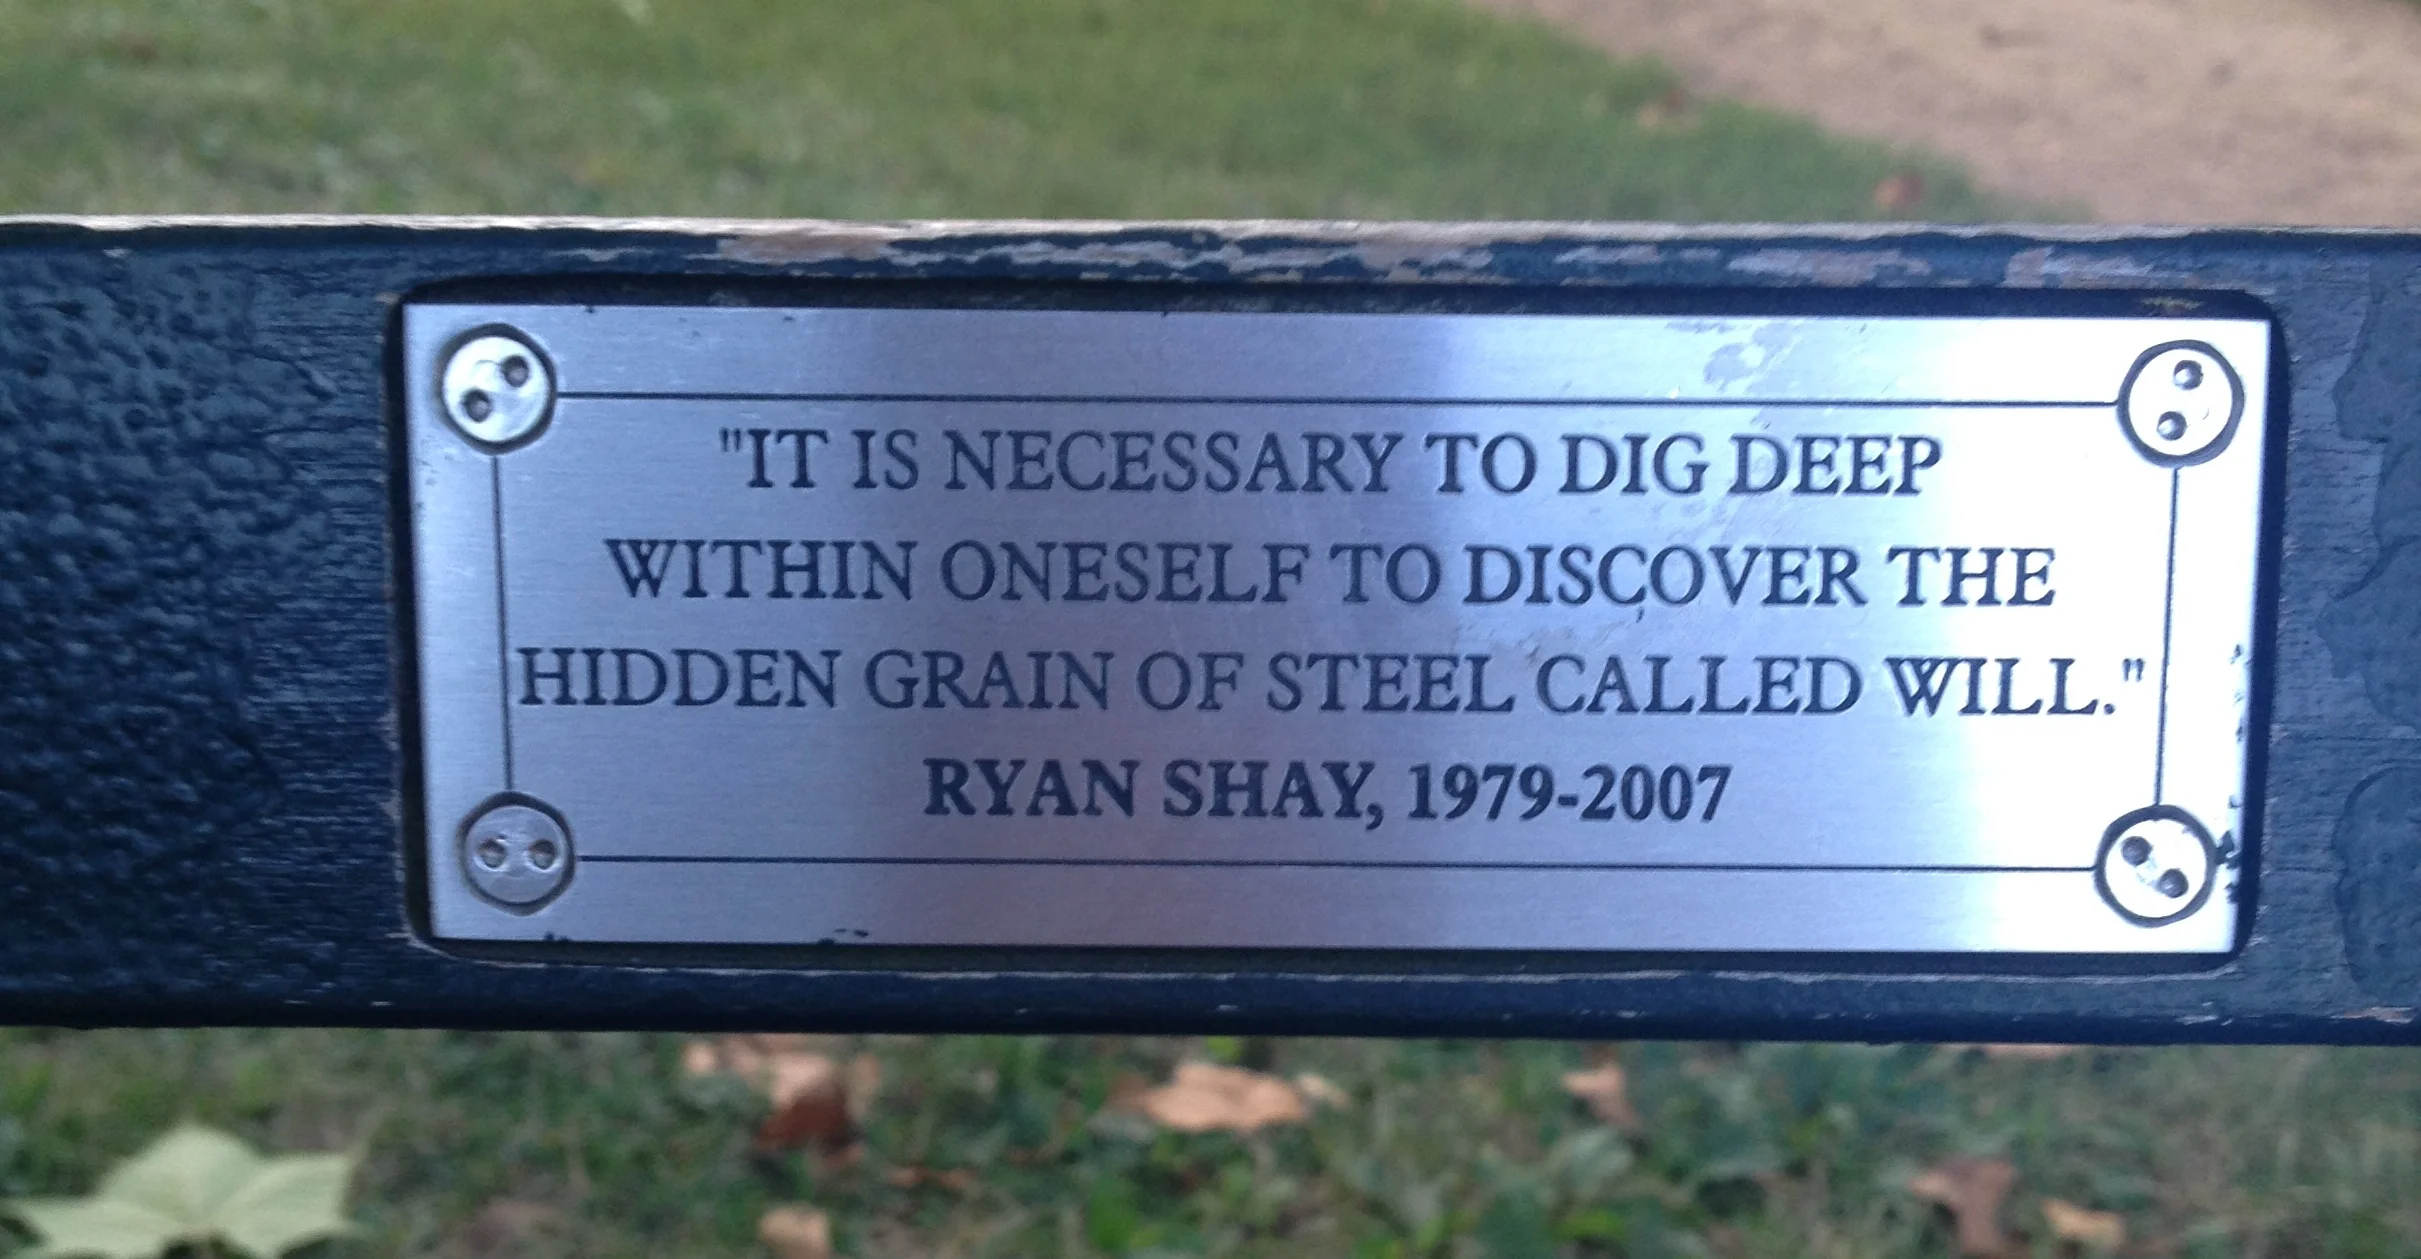 "IT IS NECESSARY TO DIG DEEP
WITHIN ONESELF TO DISCOVER THE
HIDDEN GRAIN OF STEEL CALLED WILL."
RYAN SHAY, 1979-2007